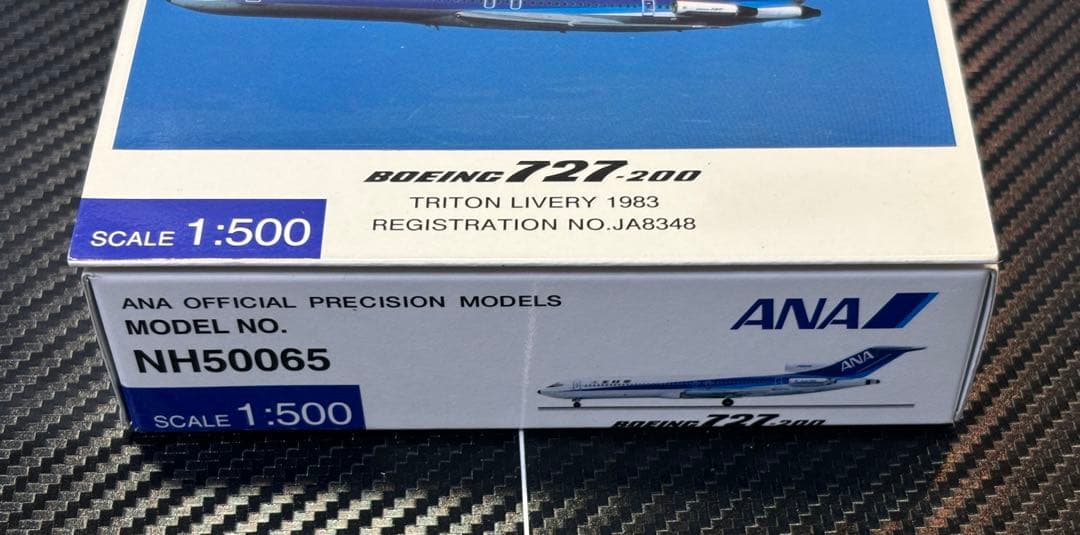 BOEING 727-200
TRITON LIVERY 1983
REGISTRATION NO.JA8348
SCALE 1:500
ANA OFFICIAL PRECISION MODELS
MODEL NO.
NH50065
SCALE 1:500
ANA
ANA
BOEING 727-200